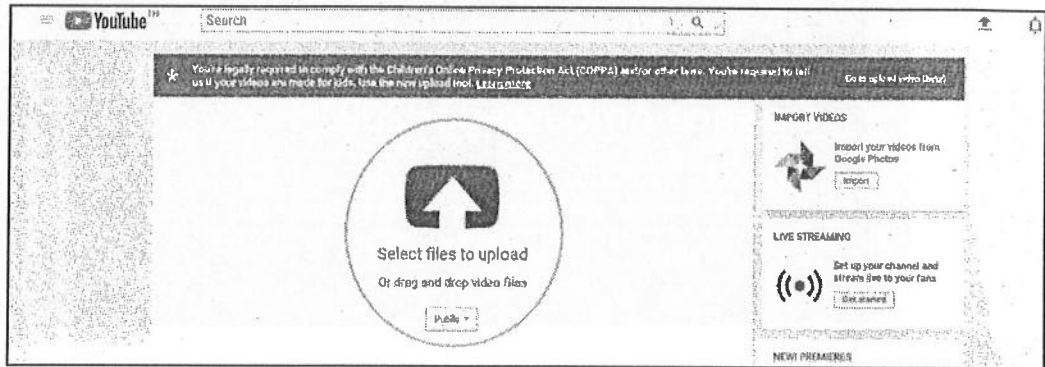 YouTube
Search
You're legally required to comply with the Children's Online Privacy Protection Act (COPPA) and/or other laws. You're required to tell
us if your videos are made for kids. Use the new upload tool. Learn more
Go to upload video (beta)
IMPORT VIDEOS
Import your videos from
Google Photos
Import
Select files to upload
Or drag and drop video files
Public
LIVE STREAMING
Set up your channel and
stream live to your fans
Get started
NEW! PREMIERES